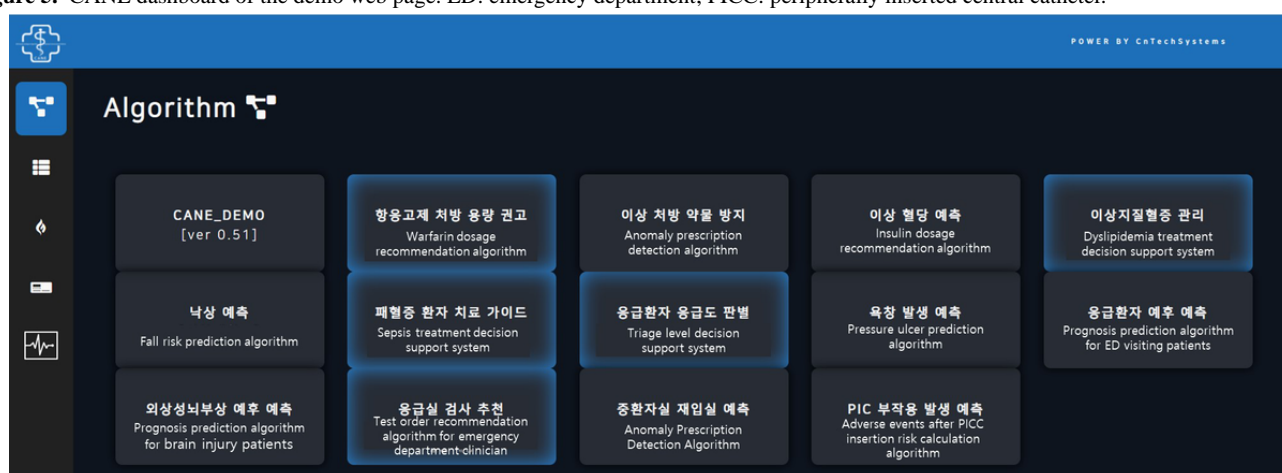 CANE dashboard of the demo web page. ED: emergency department; PICC: peripherally inserted central catheter.
CANE
POWER BY CnTechSystems
Algorithm
CANE_DEMO
[ver 0.51]
항응고제 처방 용량 권고
Warfarin dosage
recommendation algorithm
이상 처방 약물 방지
Anomaly prescription
detection algorithm
이상 혈당 예측
Insulin dosage
recommendation algorithm
이상지질혈증 관리
Dyslipidemia treatment
decision support system
낙상 예측
Fall risk prediction algorithm
패혈증 환자 치료 가이드
Sepsis treatment decision
support system
응급환자 응급도 판별
Triage level decision
support system
욕창 발생 예측
Pressure ulcer prediction
algorithm
응급환자 예후 예측
Prognosis prediction algorithm
for ED visiting patients
외상성뇌부상 예후 예측
Prognosis prediction algorithm
for brain injury patients
응급실 검사 추천
Test order recommendation
algorithm for emergency
department clinician
중환자실 재입실 예측
Anomaly Prescription
Detection Algorithm
PIC 부작용 발생 예측
Adverse events after PICC
insertion risk calculation
algorithm